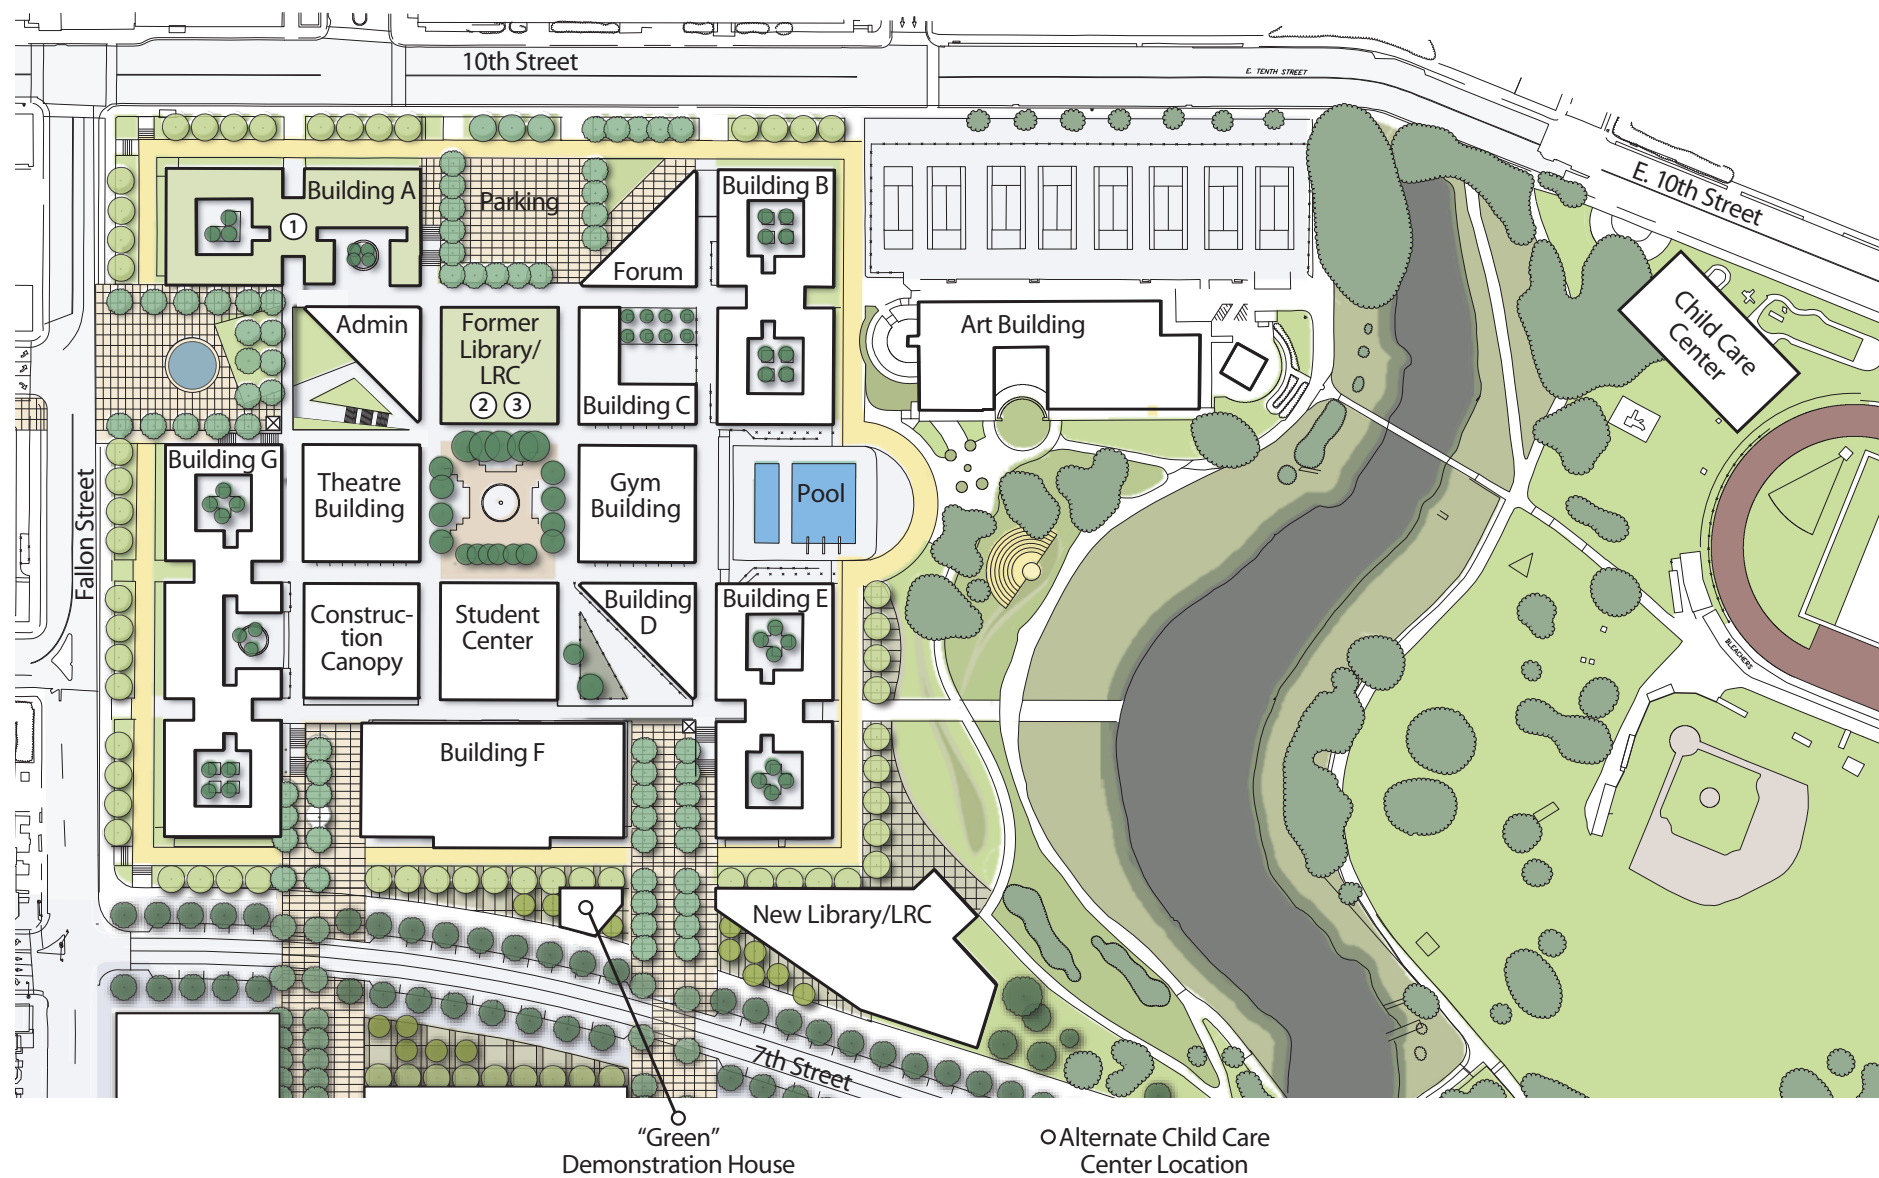 10th Street
E. TENTH STREET
E. 10th Street
Building A
1
Parking
Forum
Building B
Admin
Former
Library/
LRC
2 3
Building C
Art Building
Child Care
Center
Building G
Theatre
Building
Gym
Building
Pool
Fallon Street
Construc-
tion
Canopy
Student
Center
Building
D
Building E
BLEACHERS
Building F
New Library/LRC
7th Street
“Green”
Demonstration House
Alternate Child Care
Center Location